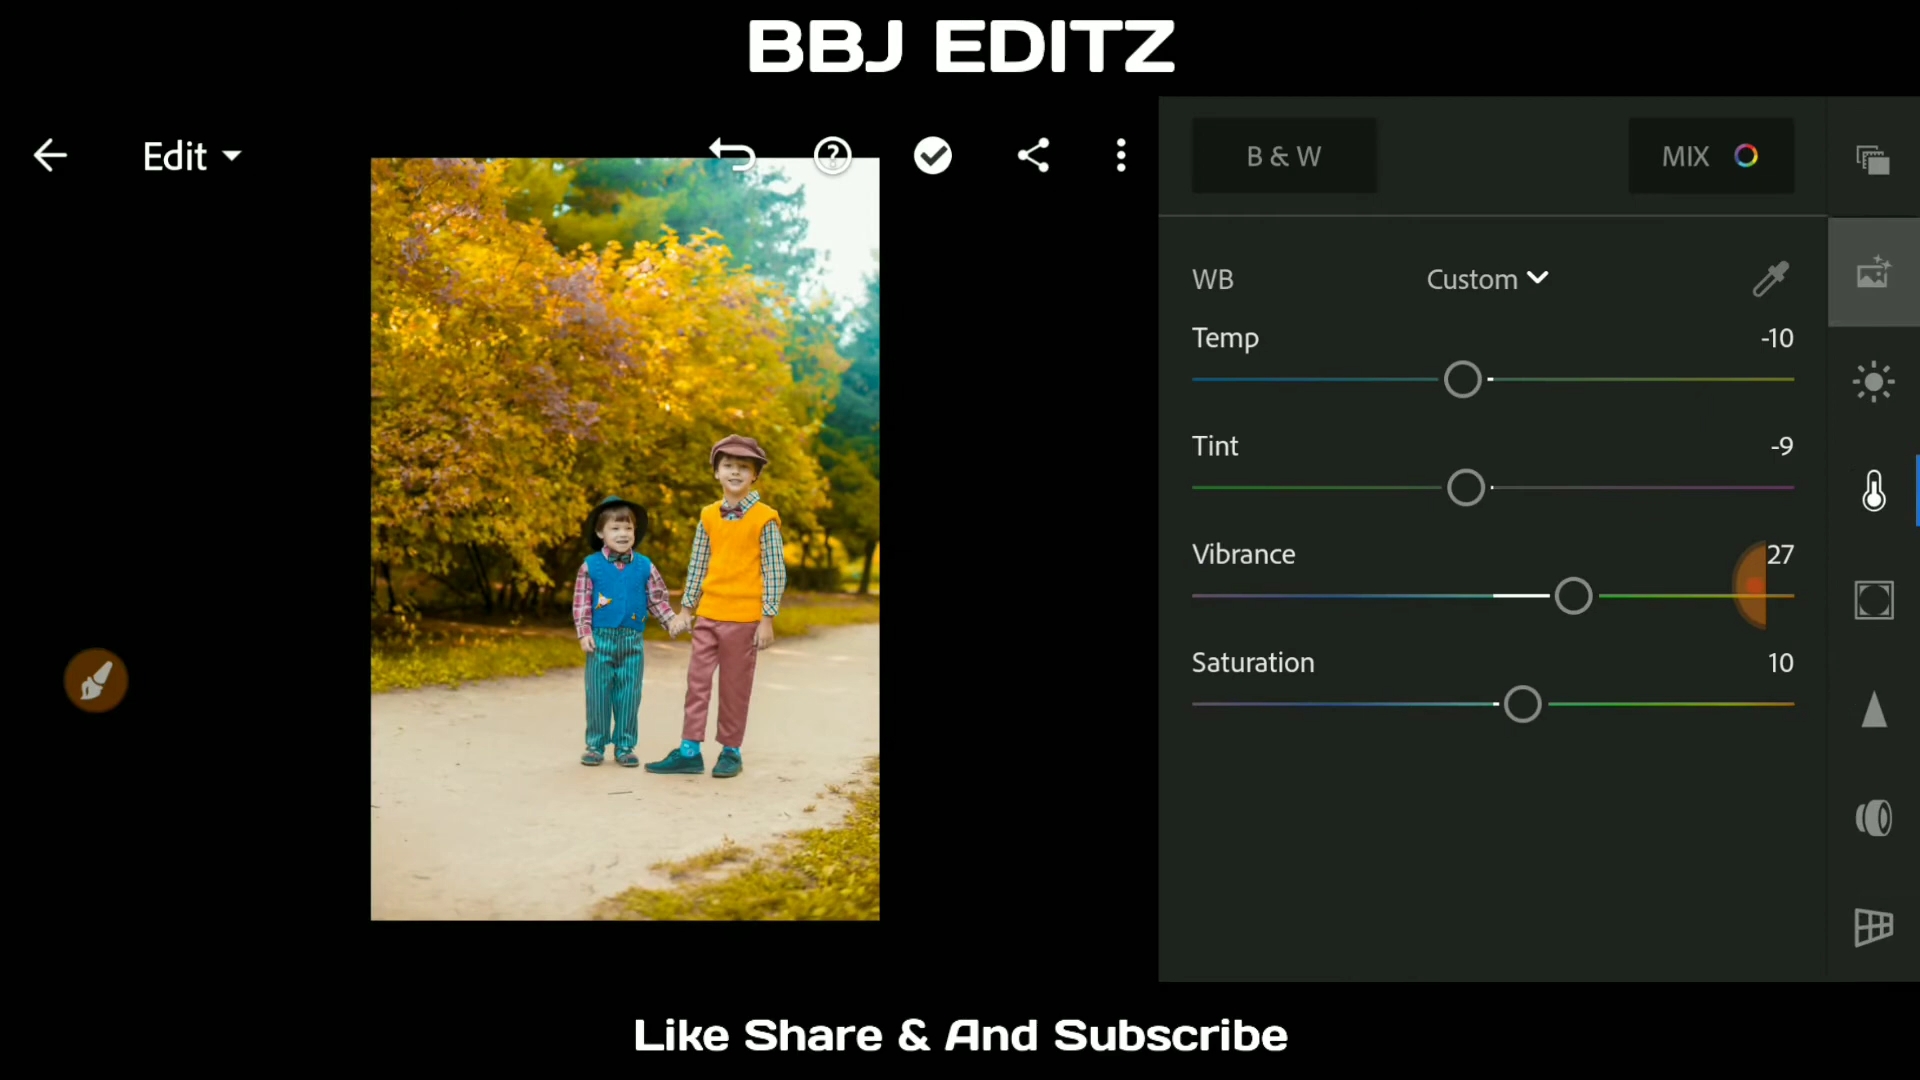 BBJ EDITZ
Edit
B & W
MIX
WB
Custom
Temp
-10
Tint
-9
Vibrance
27
Saturation
10
Like Share & And Subscribe